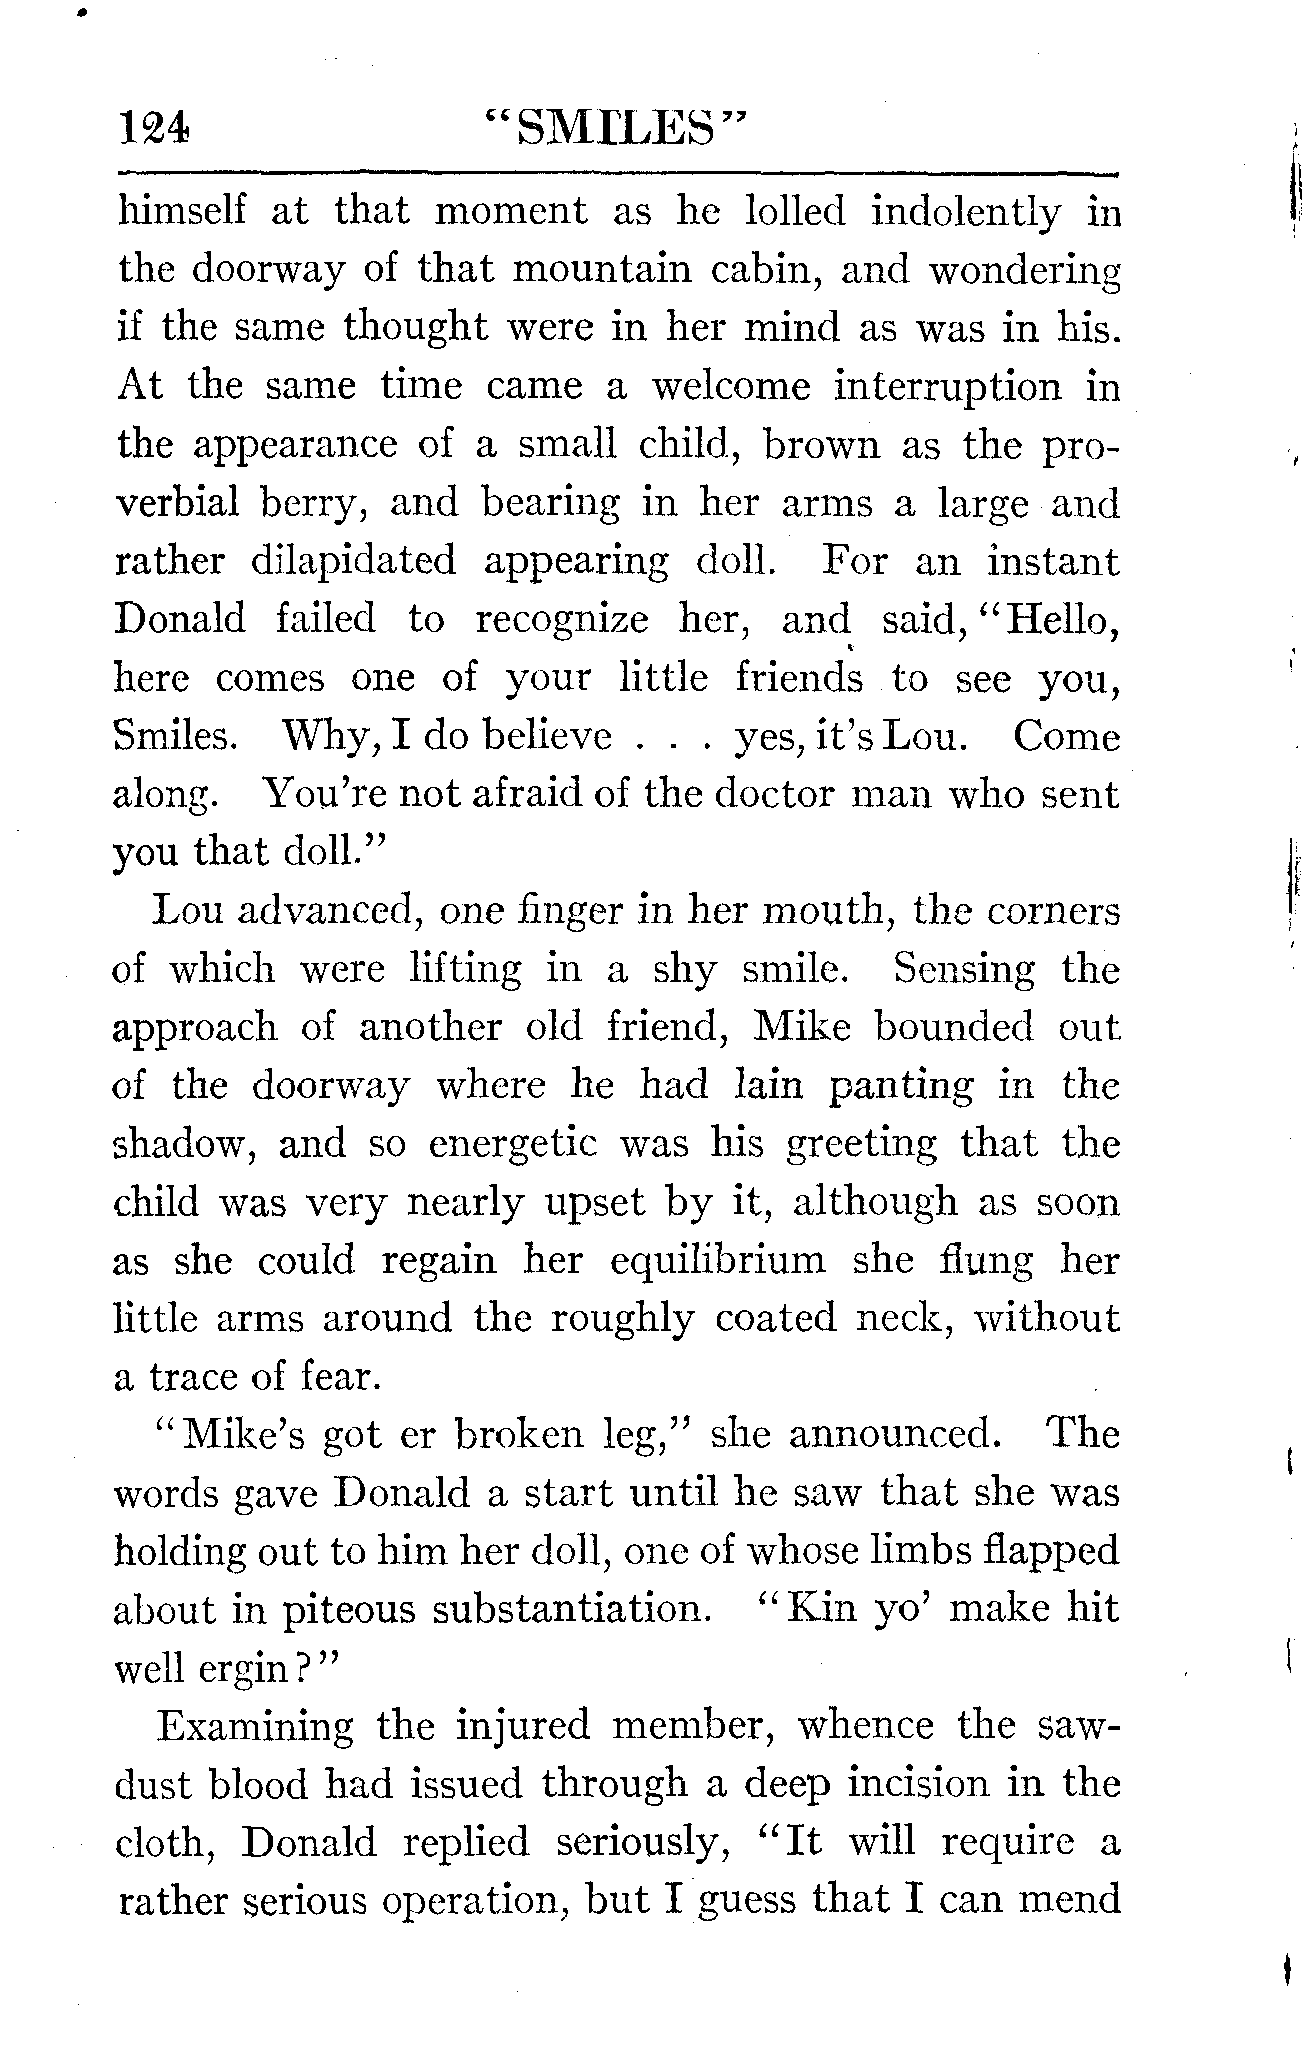 124 "SMILES"
himself at that moment as he lolled indolently in
the doorway of that mountain cabin, and wondering
if the same thought were in her mind as was in his.
At the same time came a welcome interruption in
the appearance of a small child, brown as the pro-
verbial berry, and bearing in her arms a large and
rather dilapidated appearing doll. For an instant
Donald failed to recognize her, and said, "Hello,
here comes one of your little friends to see you,
Smiles. Why, I do believe . . . yes, it's Lou. Come
along. You're not afraid of the doctor man who sent
you that doll."
Lou advanced, one finger in her mouth, the corners
of which were lifting in a shy smile. Sensing the
approach of another old friend, Mike bounded out
of the doorway where he had lain panting in the
shadow, and so energetic was his greeting that the
child was very nearly upset by it, although as soon
as she could regain her equilibrium she flung her
little arms around the roughly coated neck, without
a trace of fear.
"Mike's got er broken leg," she announced. The
words gave Donald a start until he saw that she was
holding out to him her doll, one of whose limbs flapped
about in piteous substantiation. "Kin yo' make hit
well ergin?"
Examining the injured member, whence the saw-
dust blood had issued through a deep incision in the
cloth, Donald replied seriously, "It will require a
rather serious operation, but I guess that I can mend